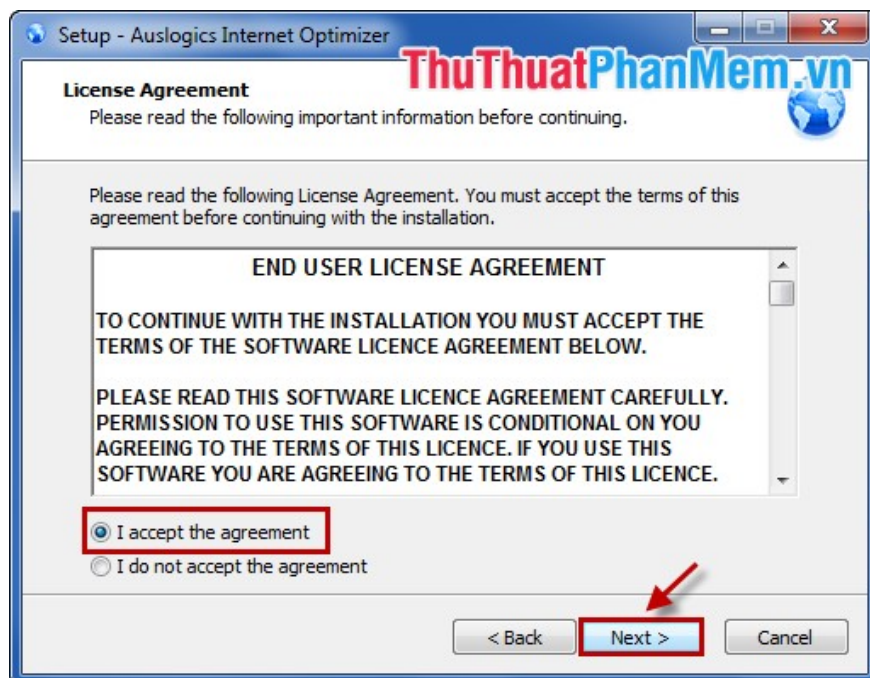 Setup - Auslogics Internet Optimizer
ThuThuatPhanMem.vn
License Agreement
Please read the following important information before continuing.
Please read the following License Agreement. You must accept the terms of this
agreement before continuing with the installation.
END USER LICENSE AGREEMENT
TO CONTINUE WITH THE INSTALLATION YOU MUST ACCEPT THE
TERMS OF THE SOFTWARE LICENCE AGREEMENT BELOW.
PLEASE READ THIS SOFTWARE LICENCE AGREEMENT CAREFULLY.
PERMISSION TO USE THIS SOFTWARE IS CONDITIONAL ON YOU
AGREEING TO THE TERMS OF THIS LICENCE. IF YOU USE THIS
SOFTWARE YOU ARE AGREEING TO THE TERMS OF THIS LICENCE.
I accept the agreement
I do not accept the agreement
< Back Next > Cancel